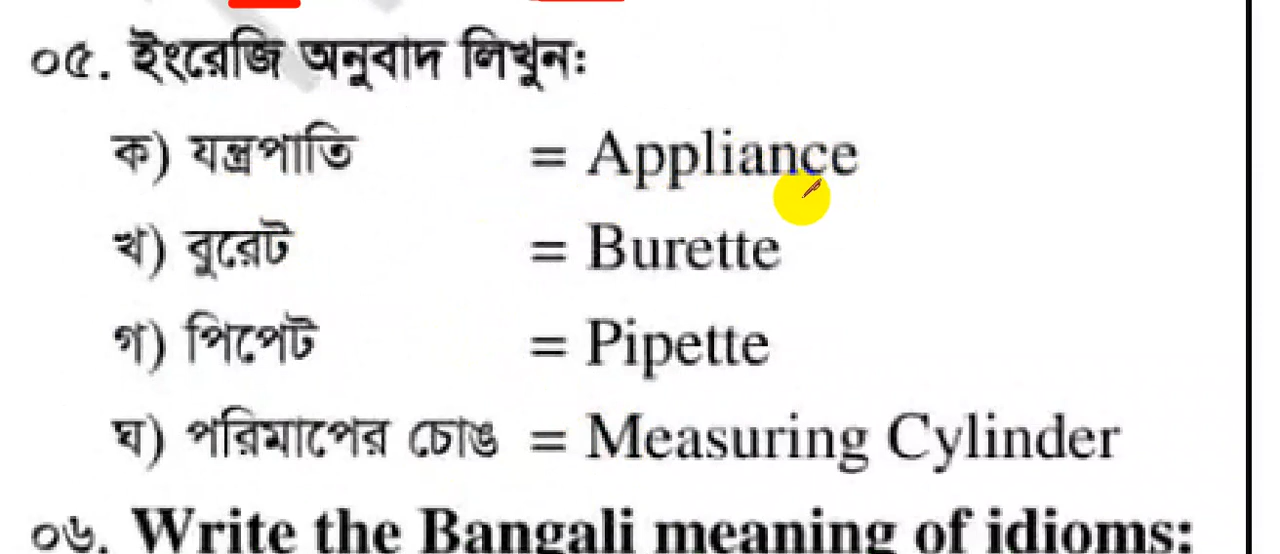 ০৫. ইংরেজি অনুবাদ লিখুনঃ
ক) যন্ত্রপাতি = Appliance
খ) বুরেট = Burette
গ) পিপেট = Pipette
ঘ) পরিমাপের চোঙ = Measuring Cylinder
০৬. Write the Bangali meaning of idioms: